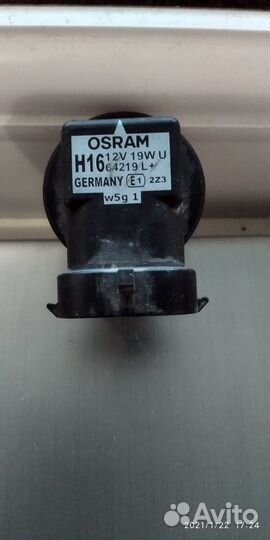 OSRAM
H16 12V 19W U
64219 L+
GERMANY E1 2Z3
w5g 1
2021/1/22 17:24
Avito